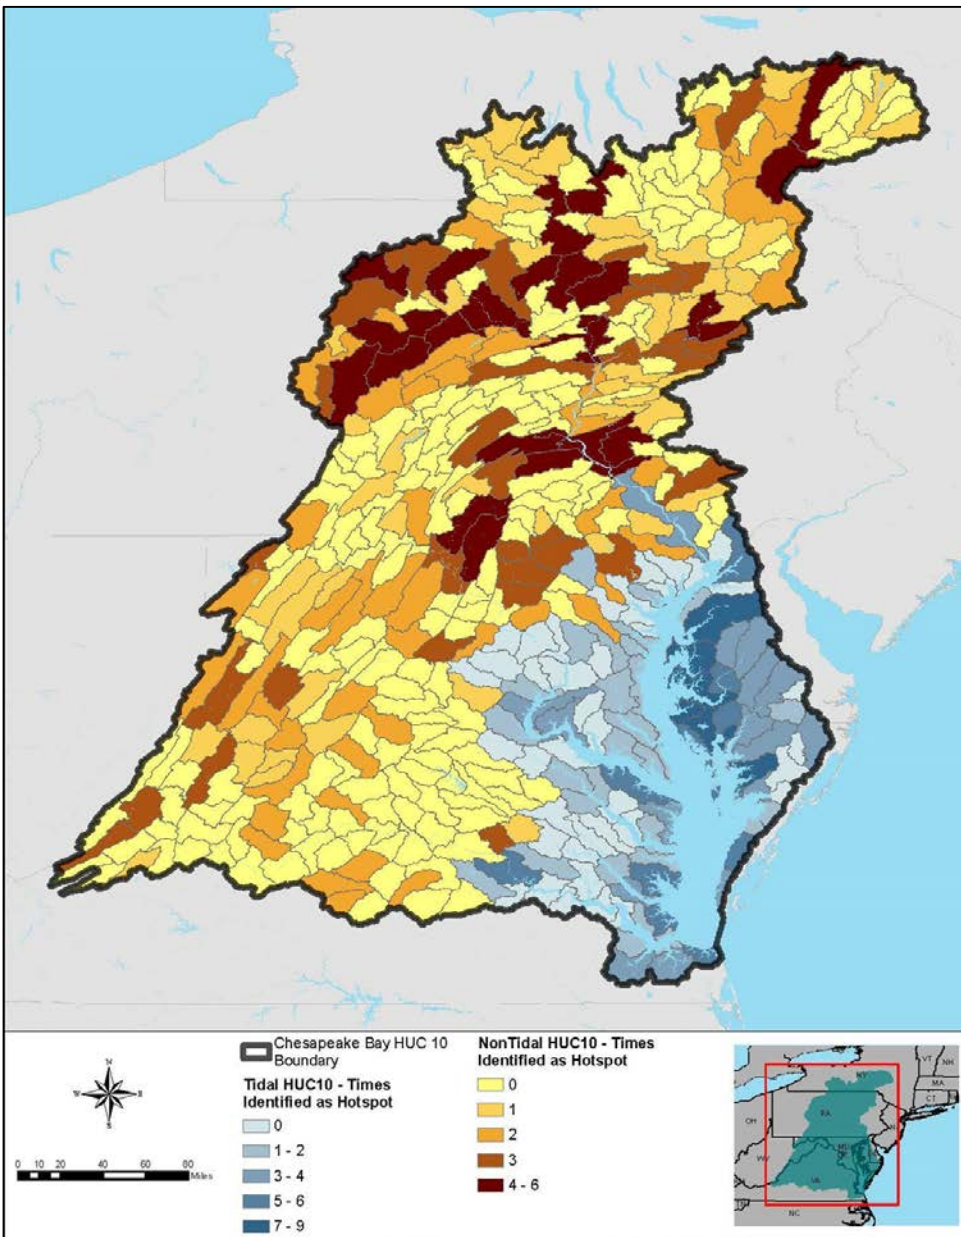 Chesapeake Bay HUC 10
Boundary
Tidal HUC10 - Times
Identified as Hotspot
0
1 - 2
3 - 4
5 - 6
7 - 9
NonTidal HUC10 - Times
Identified as Hotspot
0
1
2
3
4 - 6
N
W
E
S
0 10 20 40 60 80
Miles
VT
NH
NY
MA
CT
PA
OH
MD
WV
VA
NC